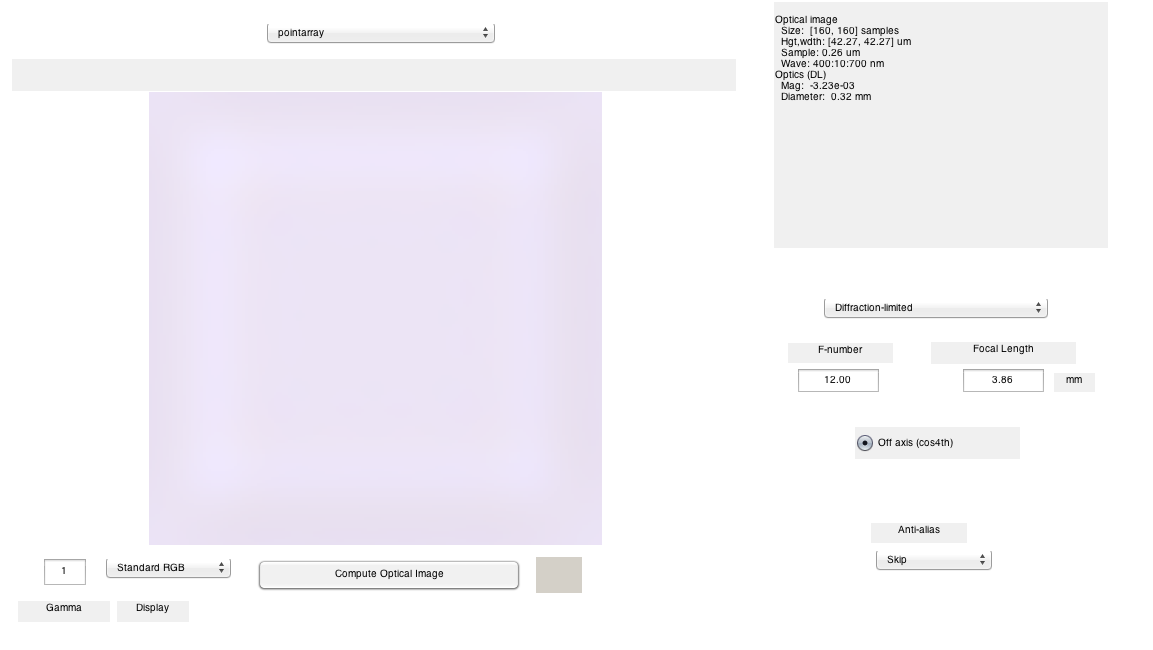 pointarray
Optical image
Size: [160, 160] samples
Hgt,wdth: [42.27, 42.27] um
Sample: 0.26 um
Wave: 400:10:700 nm
Optics (DL)
Mag: -3.23e-03
Diameter: 0.32 mm
Diffraction-limited
F-number
Focal Length
12.00
3.86
mm
Off axis (cos4th)
Anti-alias
Skip
1
Standard RGB
Compute Optical Image
Gamma
Display